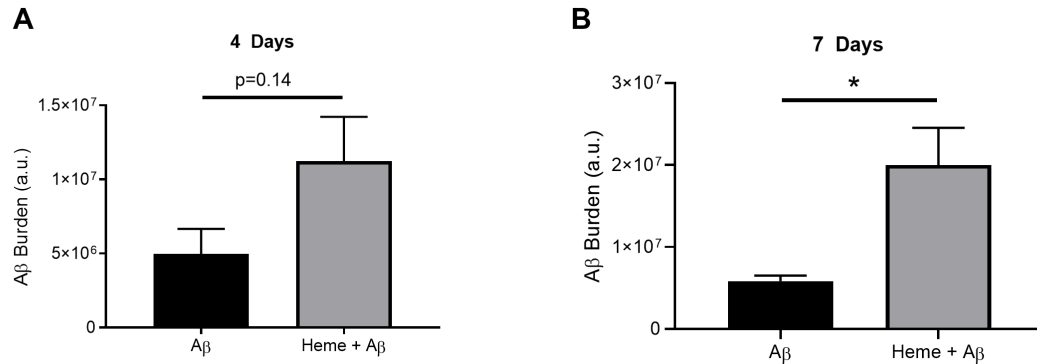 A
4 Days
p=0.14
Aβ Burden (a.u.)
1.5×10⁷
1×10⁷
5×10⁶
0
Aβ
Heme + Aβ
B
7 Days
*
Aβ Burden (a.u.)
3×10⁷
2×10⁷
1×10⁷
0
Aβ
Heme + Aβ